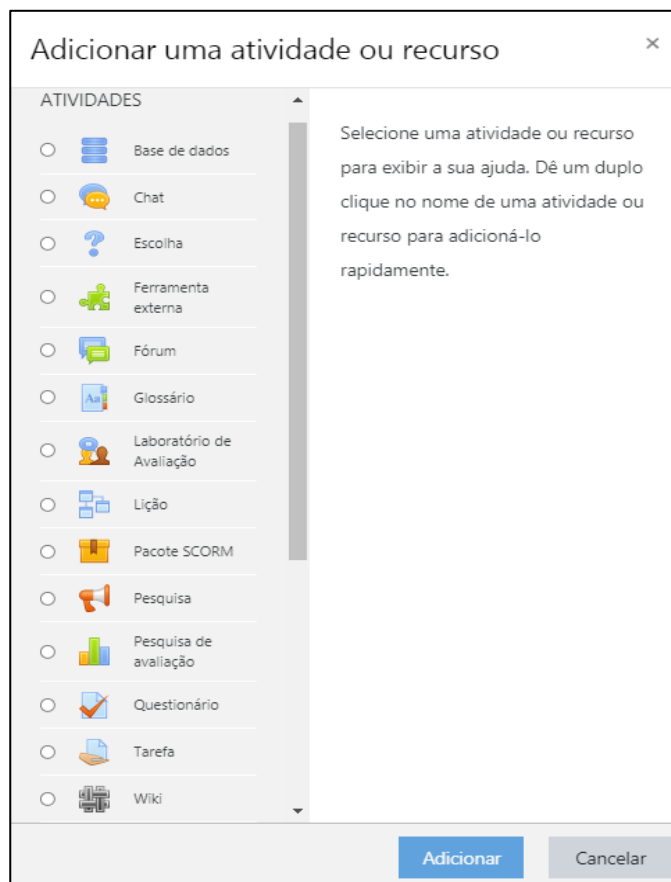 Adicionar uma atividade ou recurso
×
ATIVIDADES
Base de dados
Chat
Escolha
Ferramenta
externa
Fórum
Aa
Glossário
Laboratório de
Avaliação
Lição
Pacote SCORM
Pesquisa
Pesquisa de
avaliação
Questionário
Tarefa
Wiki
Selecione uma atividade ou recurso
para exibir a sua ajuda. Dê um duplo
clique no nome de uma atividade ou
recurso para adicioná-lo
rapidamente.
Adicionar
Cancelar